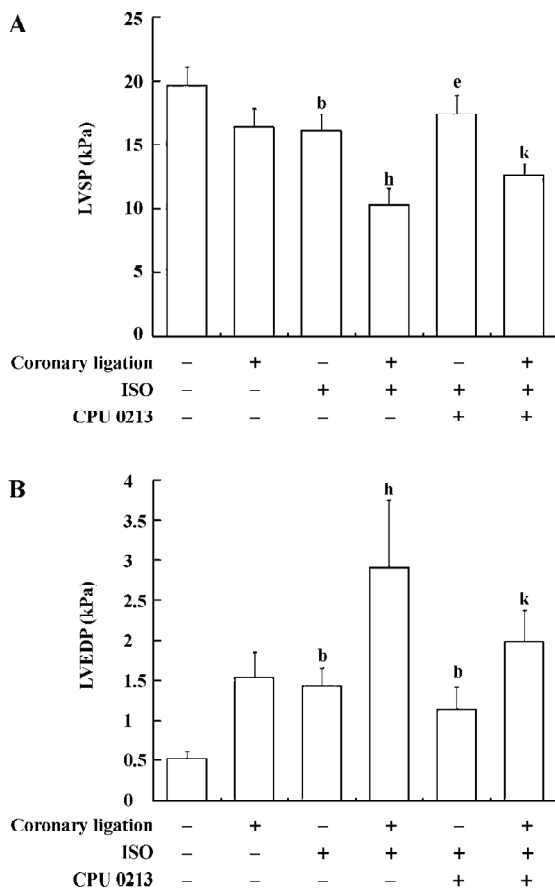 A
25
20
15
10
5
0
LVSP (kPa)
b
h
e
k
Coronary ligation – + – + – +
ISO – – + + + +
CPU 0213 – – – – + +
B
4
3.5
3
2.5
2
1.5
1
0.5
0
LVEDP (kPa)
b
h
b
k
Coronary ligation – + – + – +
ISO – – + + + +
CPU 0213 – – – – + +